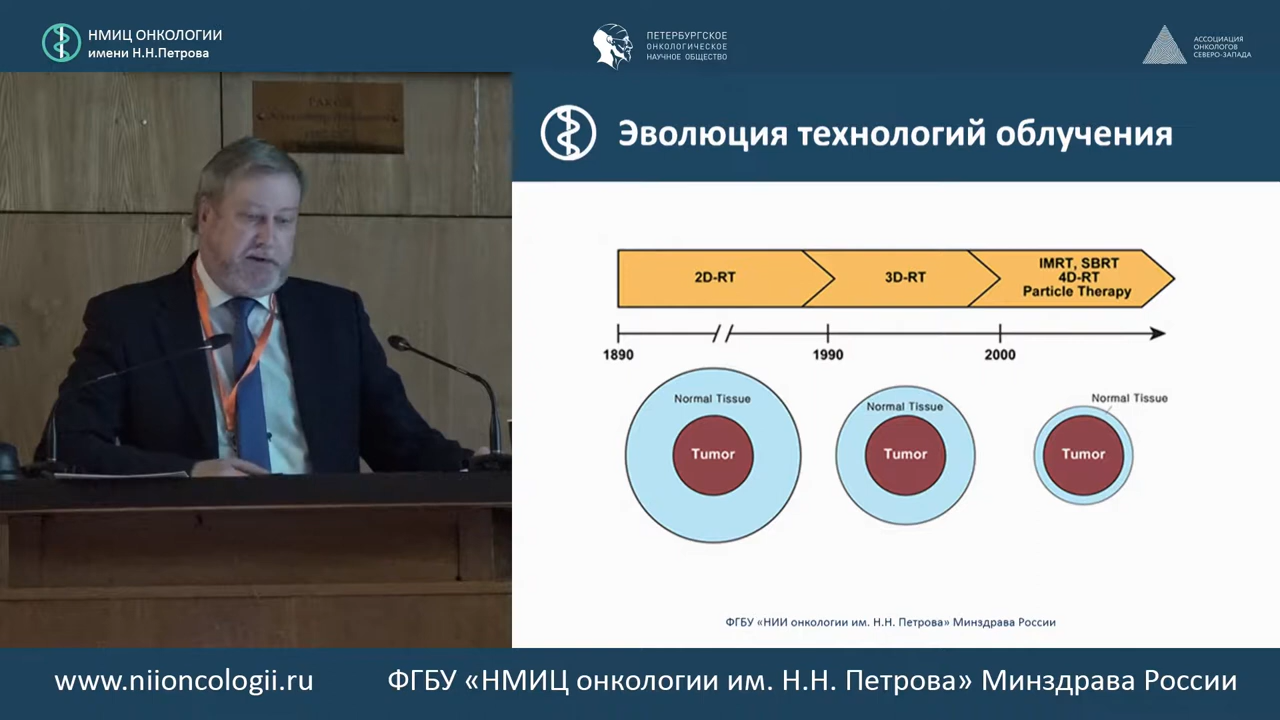 НМИЦ ОНКОЛОГИИ
имени Н.Н.Петрова
ПЕТЕРБУРГСКОЕ
ОНКОЛОГИЧЕСКОЕ
НАУЧНОЕ ОБЩЕСТВО
АССОЦИАЦИЯ
ОНКОЛОГОВ
СЕВЕРО-ЗАПАДА
Эволюция технологий облучения
2D-RT
3D-RT
IMRT, SBRT
4D-RT
Particle Therapy
1890
1990
2000
Normal Tissue
Tumor
Normal Tissue
Tumor
Normal Tissue
Tumor
ФГБУ «НИИ онкологии им. Н.Н. Петрова» Минздрава России
www.niioncologii.ru
ФГБУ «НМИЦ онкологии им. Н.Н. Петрова» Минздрава России